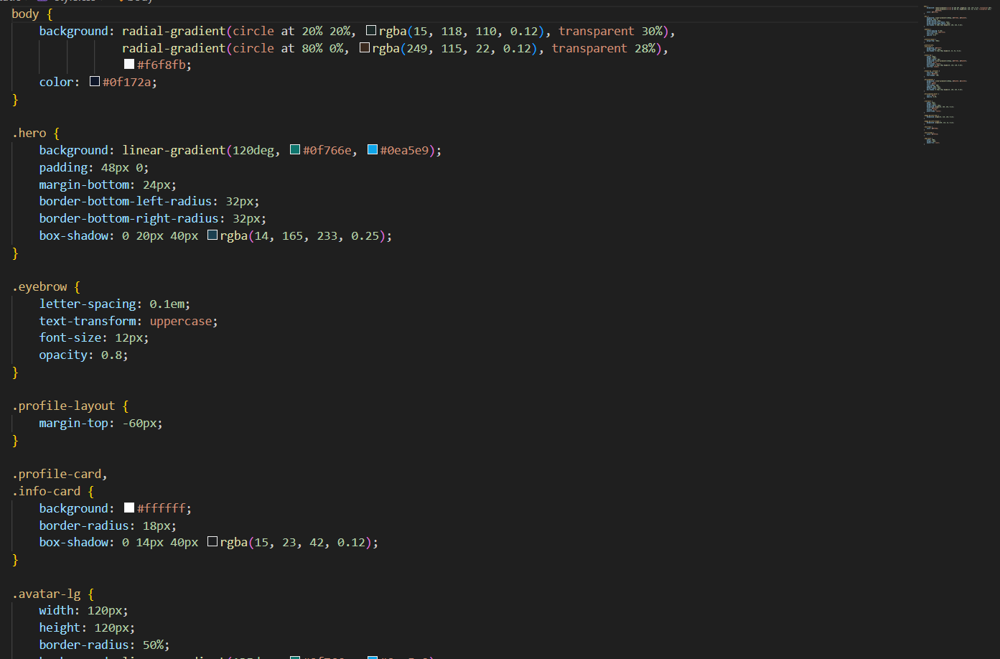 body {
    background: radial-gradient(circle at 20% 20%, rgba(15, 118, 110, 0.12), transparent 30%),
                radial-gradient(circle at 80% 0%, rgba(249, 115, 22, 0.12), transparent 28%),
                #f6f8fb;
    color: #0f172a;
}

.hero {
    background: linear-gradient(120deg, #0f766e, #0ea5e9);
    padding: 48px 0;
    margin-bottom: 24px;
    border-bottom-left-radius: 32px;
    border-bottom-right-radius: 32px;
    box-shadow: 0 20px 40px rgba(14, 165, 233, 0.25);
}

.eyebrow {
    letter-spacing: 0.1em;
    text-transform: uppercase;
    font-size: 12px;
    opacity: 0.8;
}

.profile-layout {
    margin-top: -60px;
}

.profile-card,
.info-card {
    background: #ffffff;
    border-radius: 18px;
    box-shadow: 0 14px 40px rgba(15, 23, 42, 0.12);
}

.avatar-lg {
    width: 120px;
    height: 120px;
    border-radius: 50%;